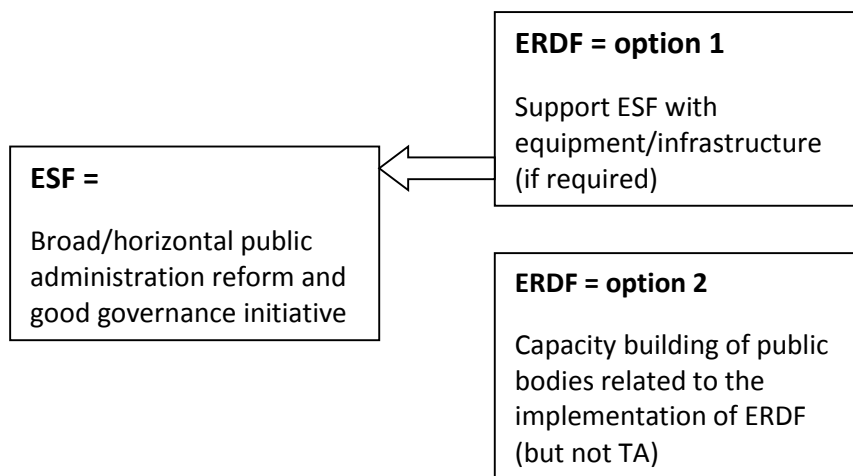 ESF =
Broad/horizontal public
administration reform and
good governance initiative
ERDF = option 1
Support ESF with
equipment/infrastructure
(if required)
ERDF = option 2
Capacity building of public
bodies related to the
implementation of ERDF
(but not TA)